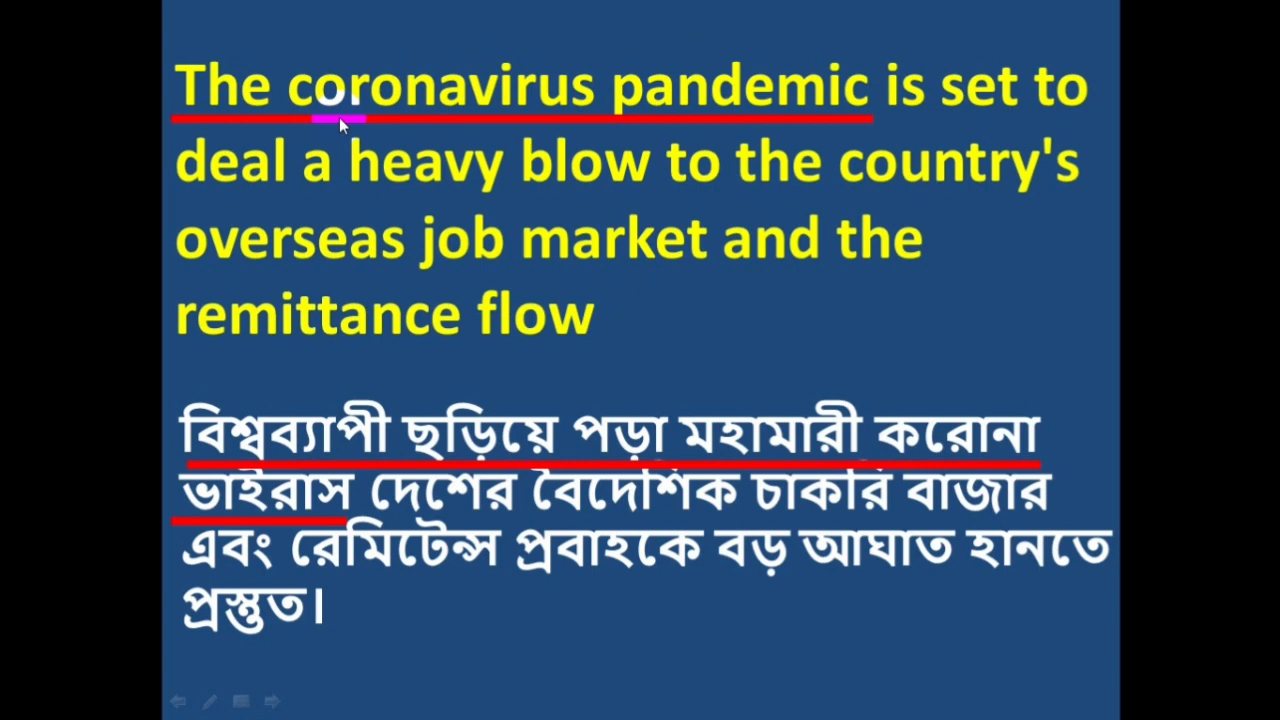 The coronavirus pandemic is set to
deal a heavy blow to the country's
overseas job market and the
remittance flow
বিশ্বব্যাপী ছড়িয়ে পড়া মহামারী করোনা
ভাইরাস দেশের বৈদেশিক চাকরি বাজার
এবং রেমিটেন্স প্রবাহকে বড় আঘাত হানতে
প্রস্তুত।